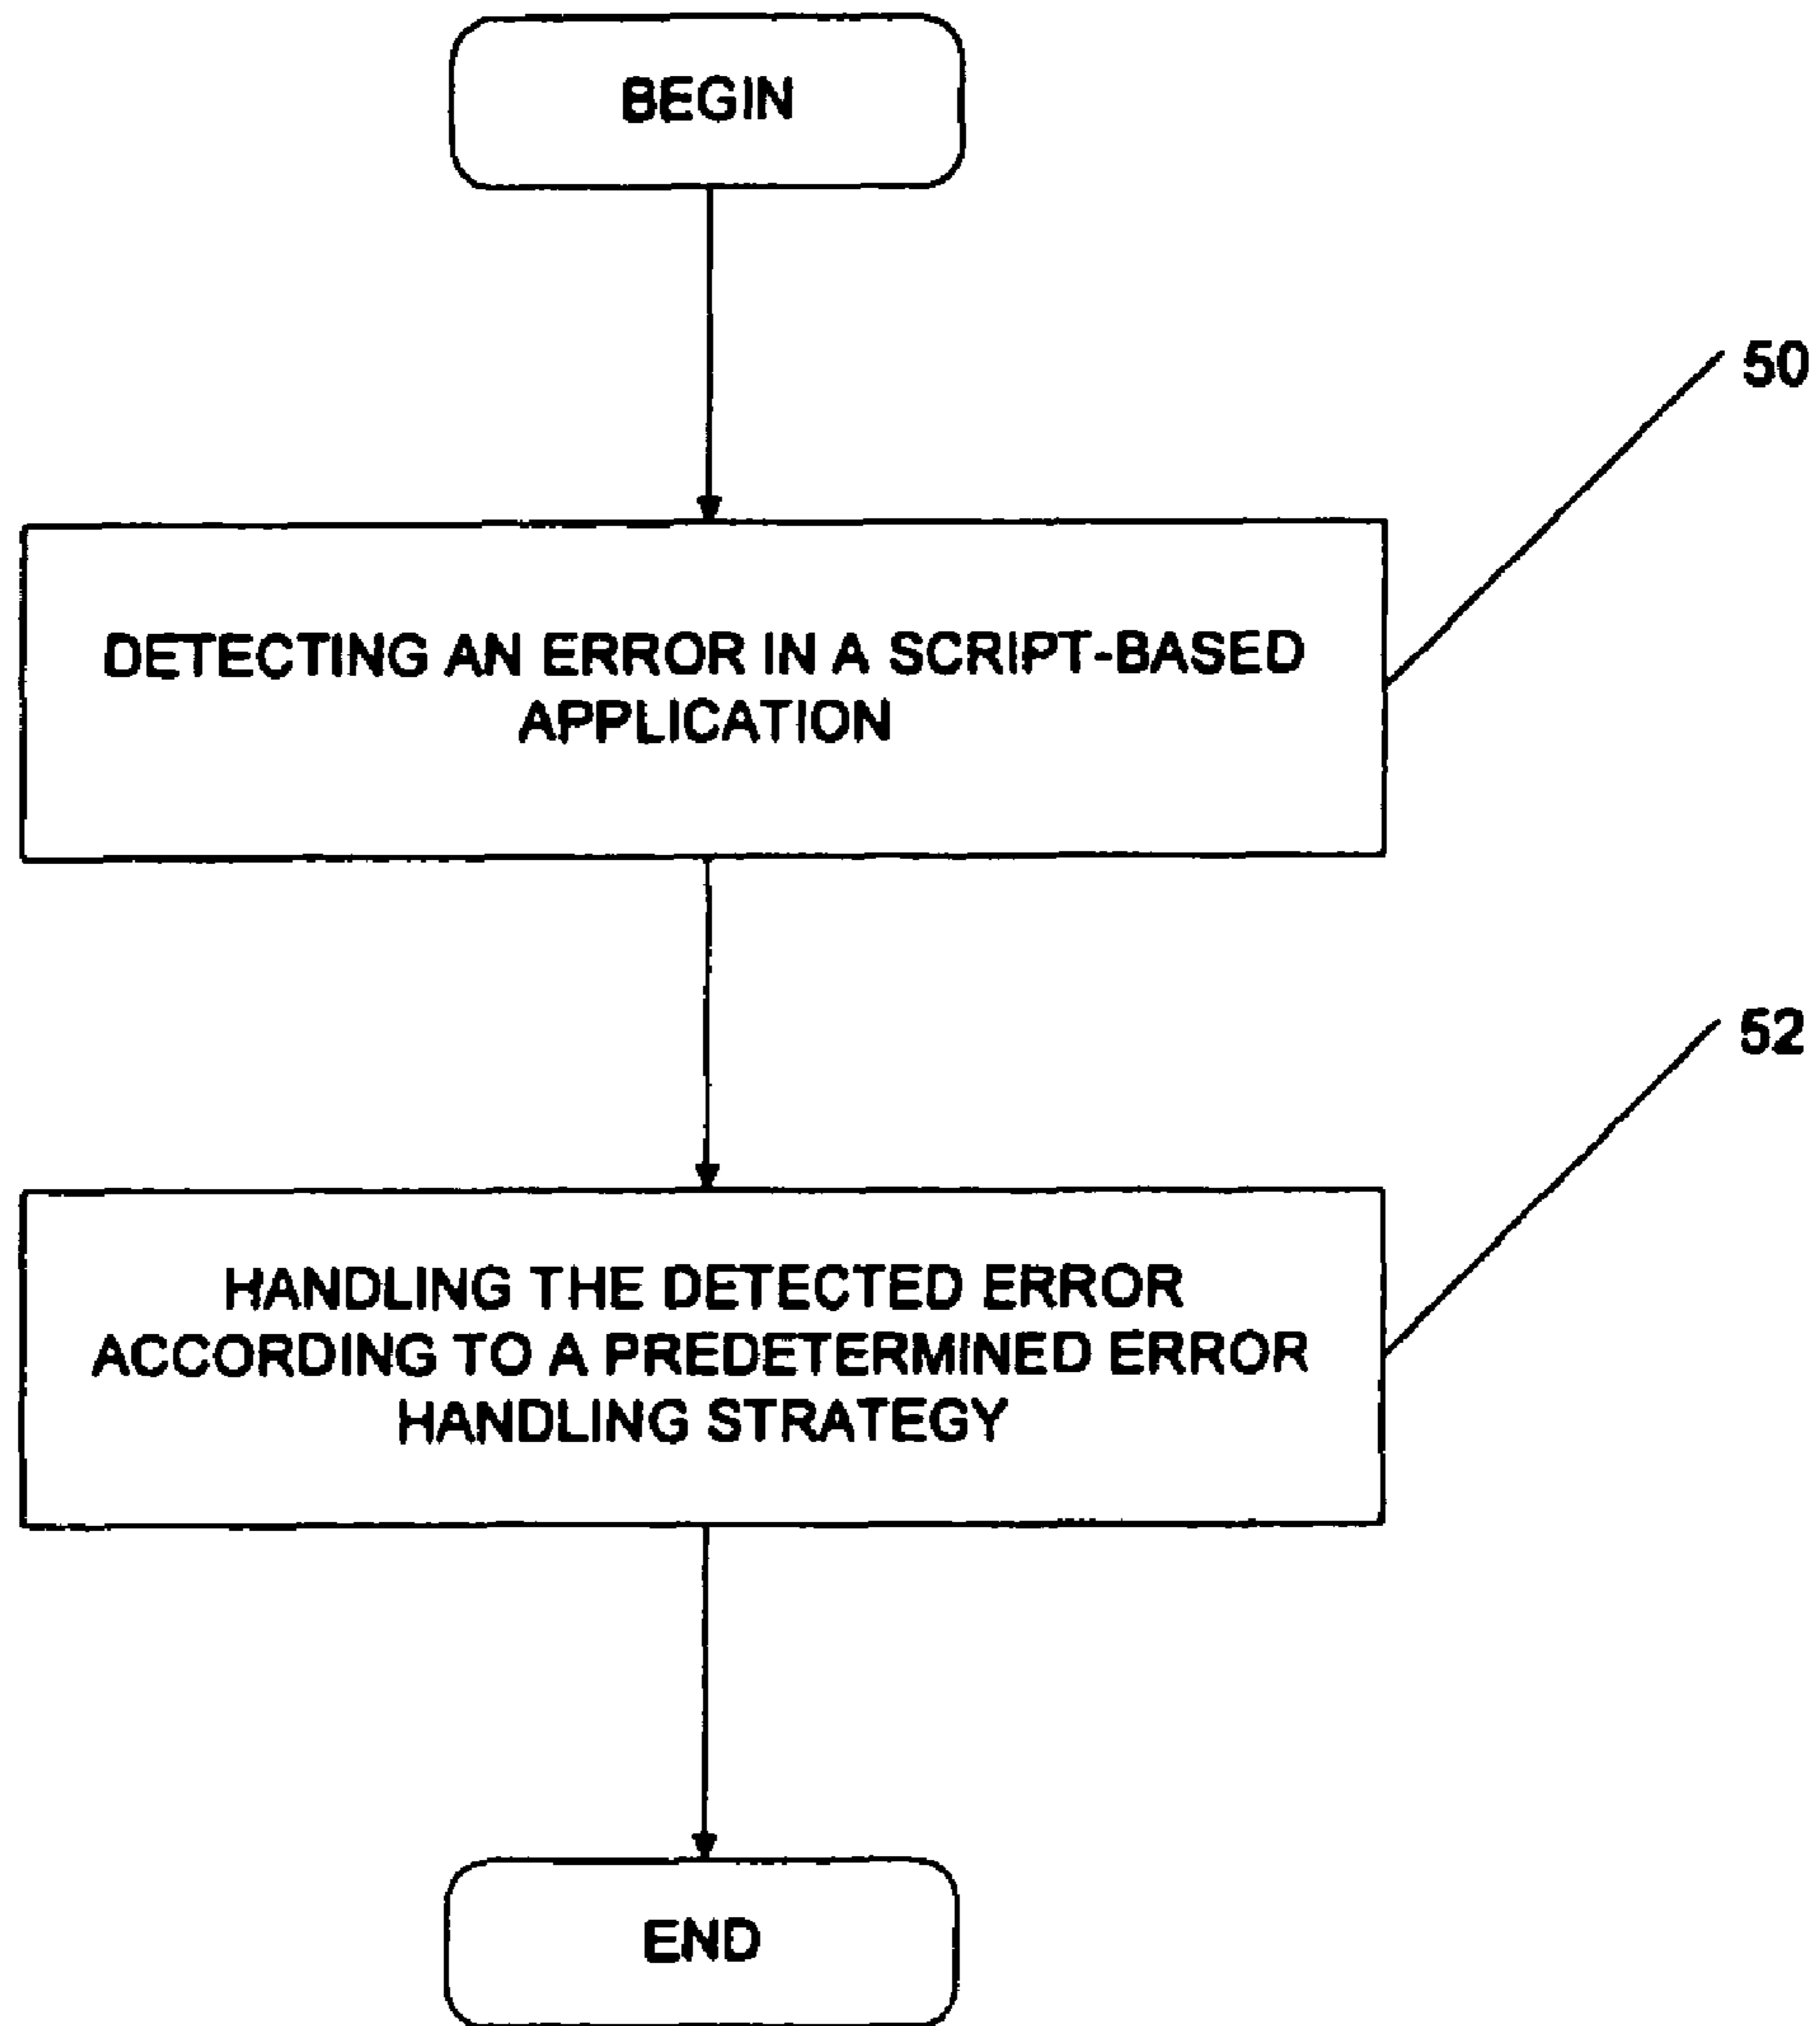 BEGIN
50
DETECTING AN ERROR IN A SCRIPT-BASED
APPLICATION
52
HANDLING THE DETECTED ERROR
ACCORDING TO A PREDETERMINED ERROR
HANDLING STRATEGY
END